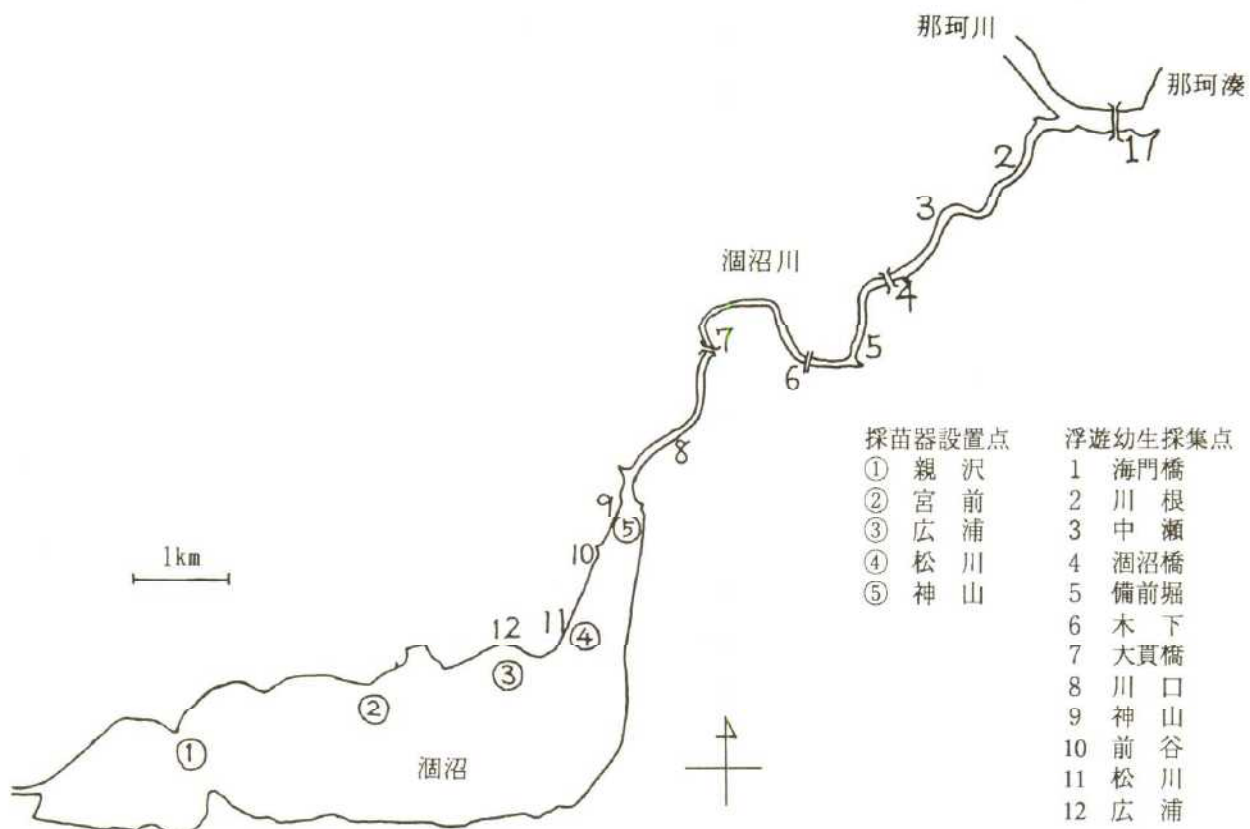 那珂川
那珂湊
1
2
3
涸沼川
4
7
5
6
8
9
⑤
10
1km
12
11
④
③
②
①
涸沼
採苗器設置点
① 親沢
② 宮前
③ 広浦
④ 松川
⑤ 神山
浮遊幼生採集点
1 海門橋
2 川根
3 中瀬
4 涸沼橋
5 備前堀
6 木下
7 大貫橋
8 川口
9 神山
10 前谷
11 松川
12 広浦